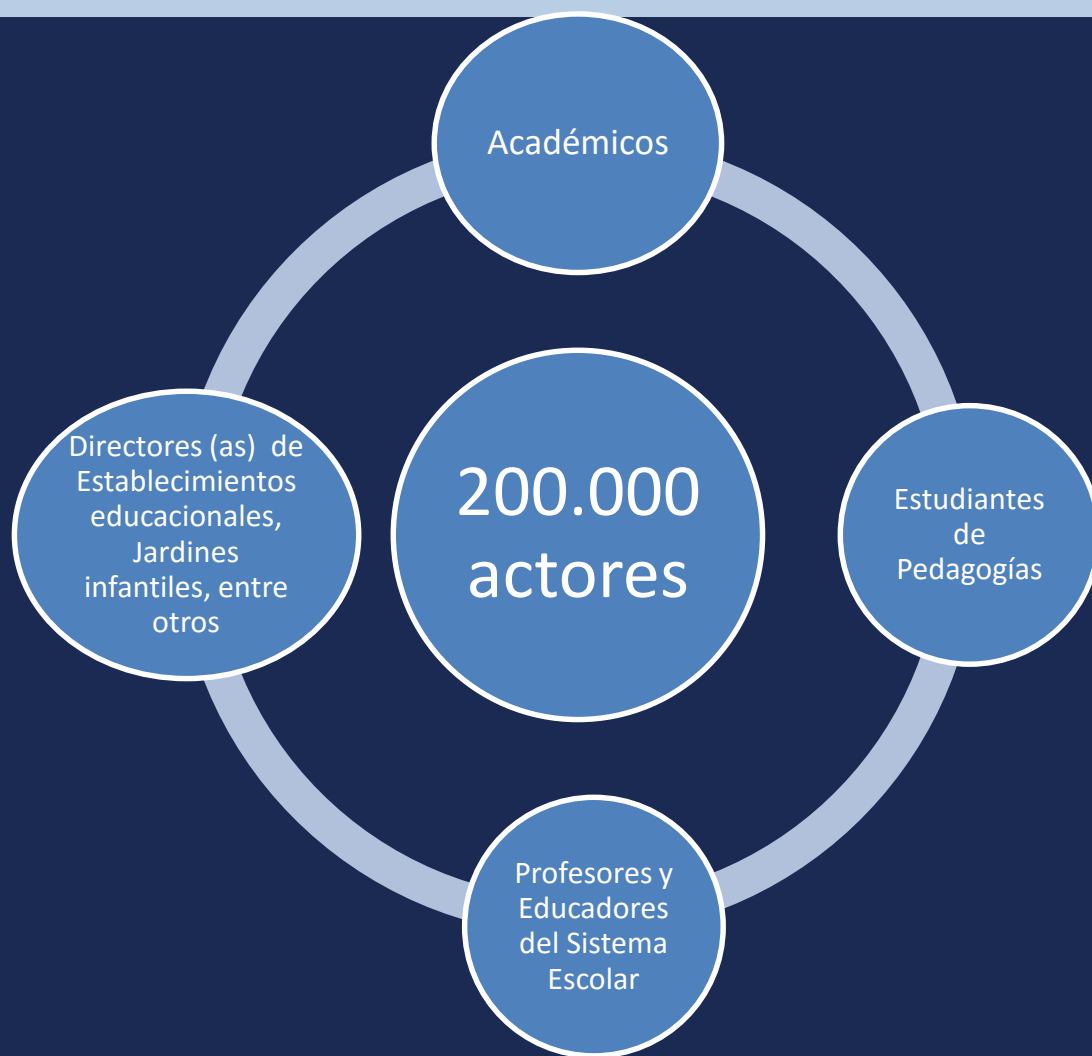 Académicos
200.000
actores
Directores (as) de
Establecimientos
educacionales,
Jardines
infantiles, entre
otros
Estudiantes
de
Pedagogías
Profesores y
Educadores
del Sistema
Escolar